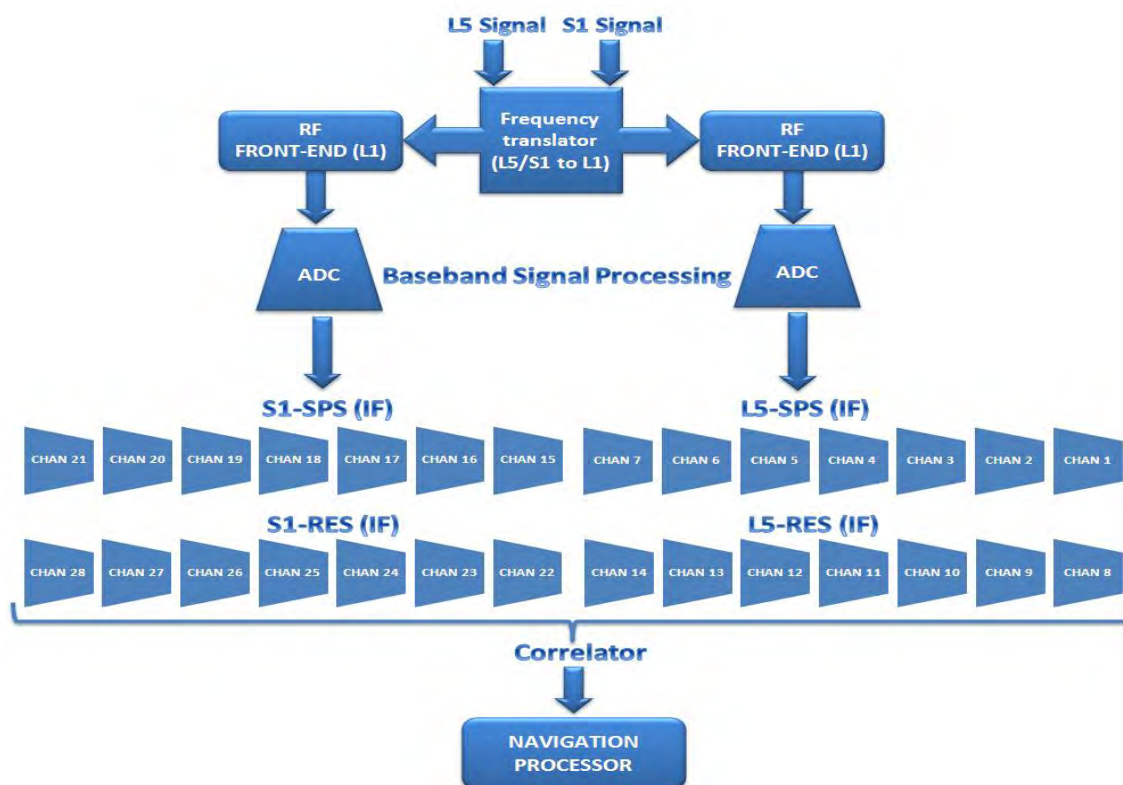 L5 Signal S1 Signal
Frequency
translator
(L5/S1 to L1)
RF
FRONT-END (L1)
RF
FRONT-END (L1)
ADC
Baseband Signal Processing
ADC
S1-SPS (IF)
L5-SPS (IF)
CHAN 21 CHAN 20 CHAN 19 CHAN 18 CHAN 17 CHAN 16 CHAN 15 CHAN 7 CHAN 6 CHAN 5 CHAN 4 CHAN 3 CHAN 2 CHAN 1
S1-RES (IF)
L5-RES (IF)
CHAN 28 CHAN 27 CHAN 26 CHAN 25 CHAN 24 CHAN 23 CHAN 22 CHAN 14 CHAN 13 CHAN 12 CHAN 11 CHAN 10 CHAN 9 CHAN 8
Correlator
NAVIGATION
PROCESSOR